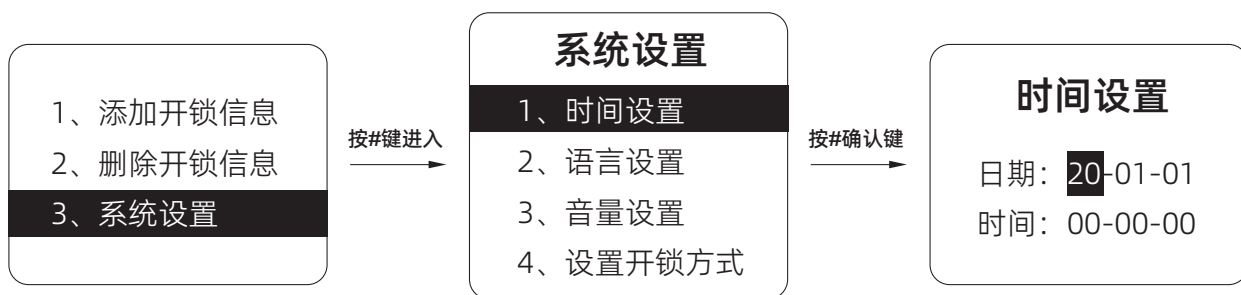 1、添加开锁信息
2、删除开锁信息
3、系统设置
按#键进入
系统设置
1、时间设置
2、语言设置
3、音量设置
4、设置开锁方式
按#确认键
时间设置
日期：20-01-01
时间：00-00-00